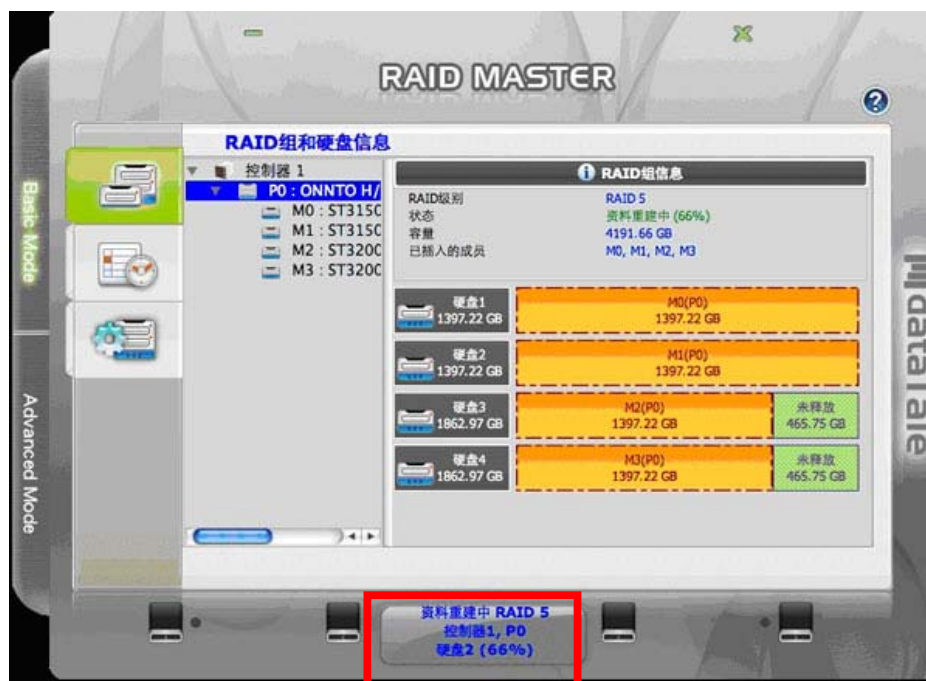 RAID MASTER
Basic Mode
Advanced Mode
RAID组和硬盘信息
控制器 1
P0 : ONNTO H/
M0 : ST315C
M1 : ST315C
M2 : ST320C
M3 : ST320C
RAID组信息
RAID级别 RAID 5
状态 资料重建中 (66%)
容量 4191.66 GB
已插入的成员 M0, M1, M2, M3
硬盘1
1397.22 GB
M0(P0)
1397.22 GB
硬盘2
1397.22 GB
M1(P0)
1397.22 GB
硬盘3
1862.97 GB
M2(P0)
1397.22 GB
未释放
465.75 GB
硬盘4
1862.97 GB
M3(P0)
1397.22 GB
未释放
465.75 GB
datatale
资料重建中 RAID 5
控制器1, P0
硬盘2 (66%)